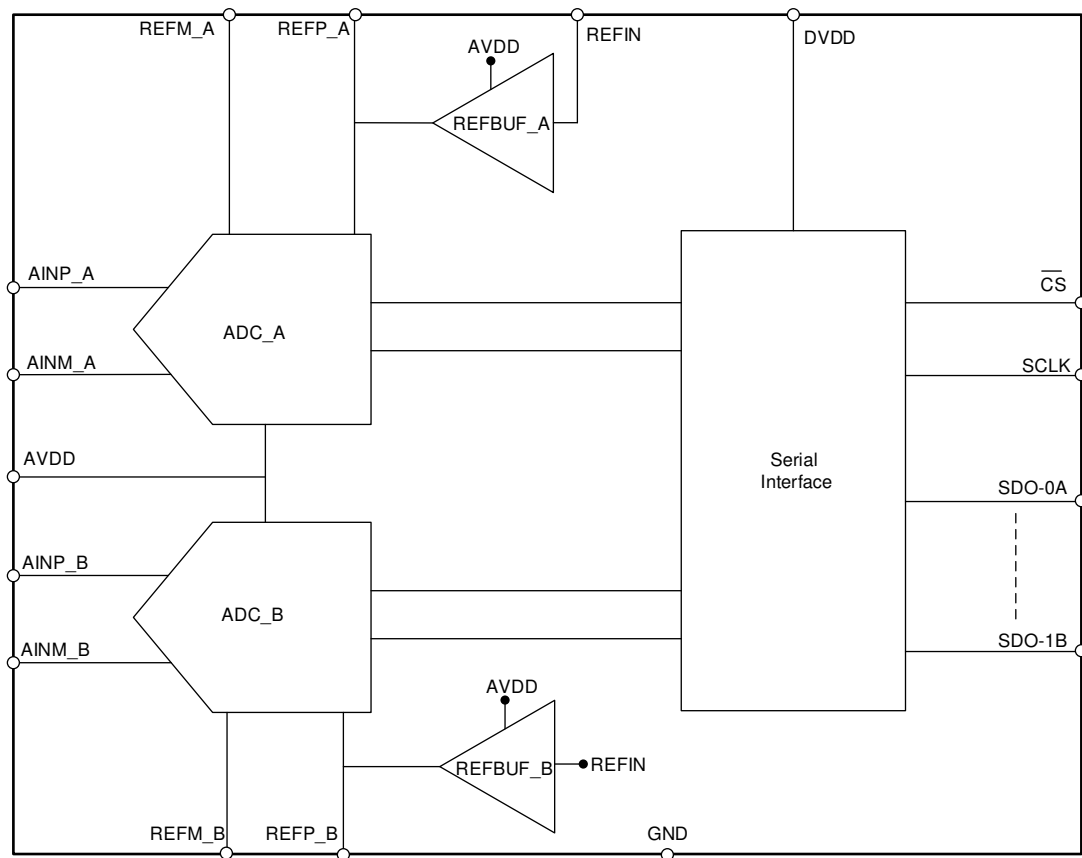 REFM_A
REFP_A
REFIN
DVDD
AVDD
REFBUF_A
AINP_A
CS
ADC_A
AINM_A
SCLK
AVDD
Serial
Interface
SDO-0A
AINP_B
ADC_B
AINM_B
SDO-1B
AVDD
REFBUF_B
REFIN
REFM_B
REFP_B
GND